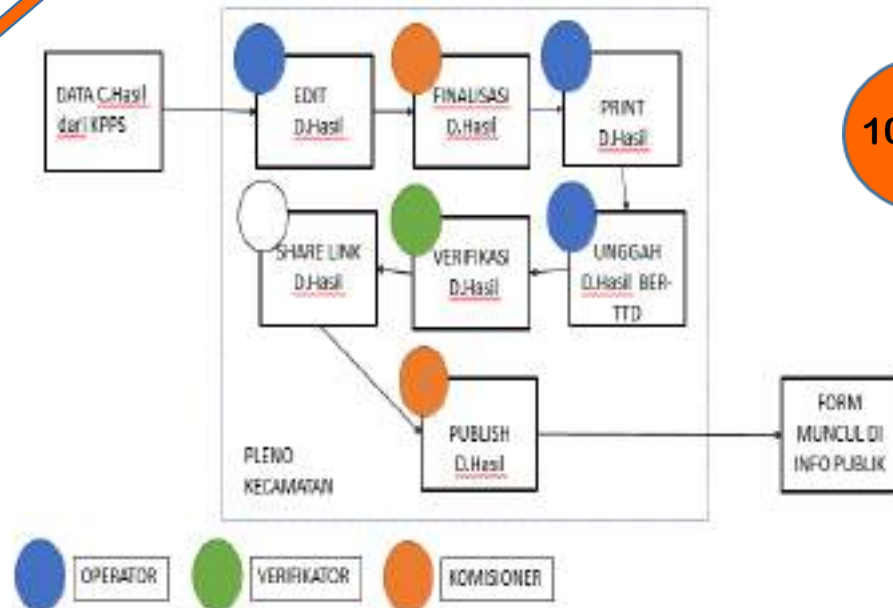 DATA C.Hasil
dari KPPS
EDIT
D.Hasil
FINALISASI
D.Hasil
PRINT
D.Hasil
10
SHARE LINK
D.Hasil
VERIFIKASI
D.Hasil
UNGGAH
D.Hasil BER-
TTD
PUBLISH
D.Hasil
PLENO
KECAMATAN
FORM
MUNCUL DI
INFO PUBLIK
OPERATOR
VERIFIKATOR
KOMISIONER